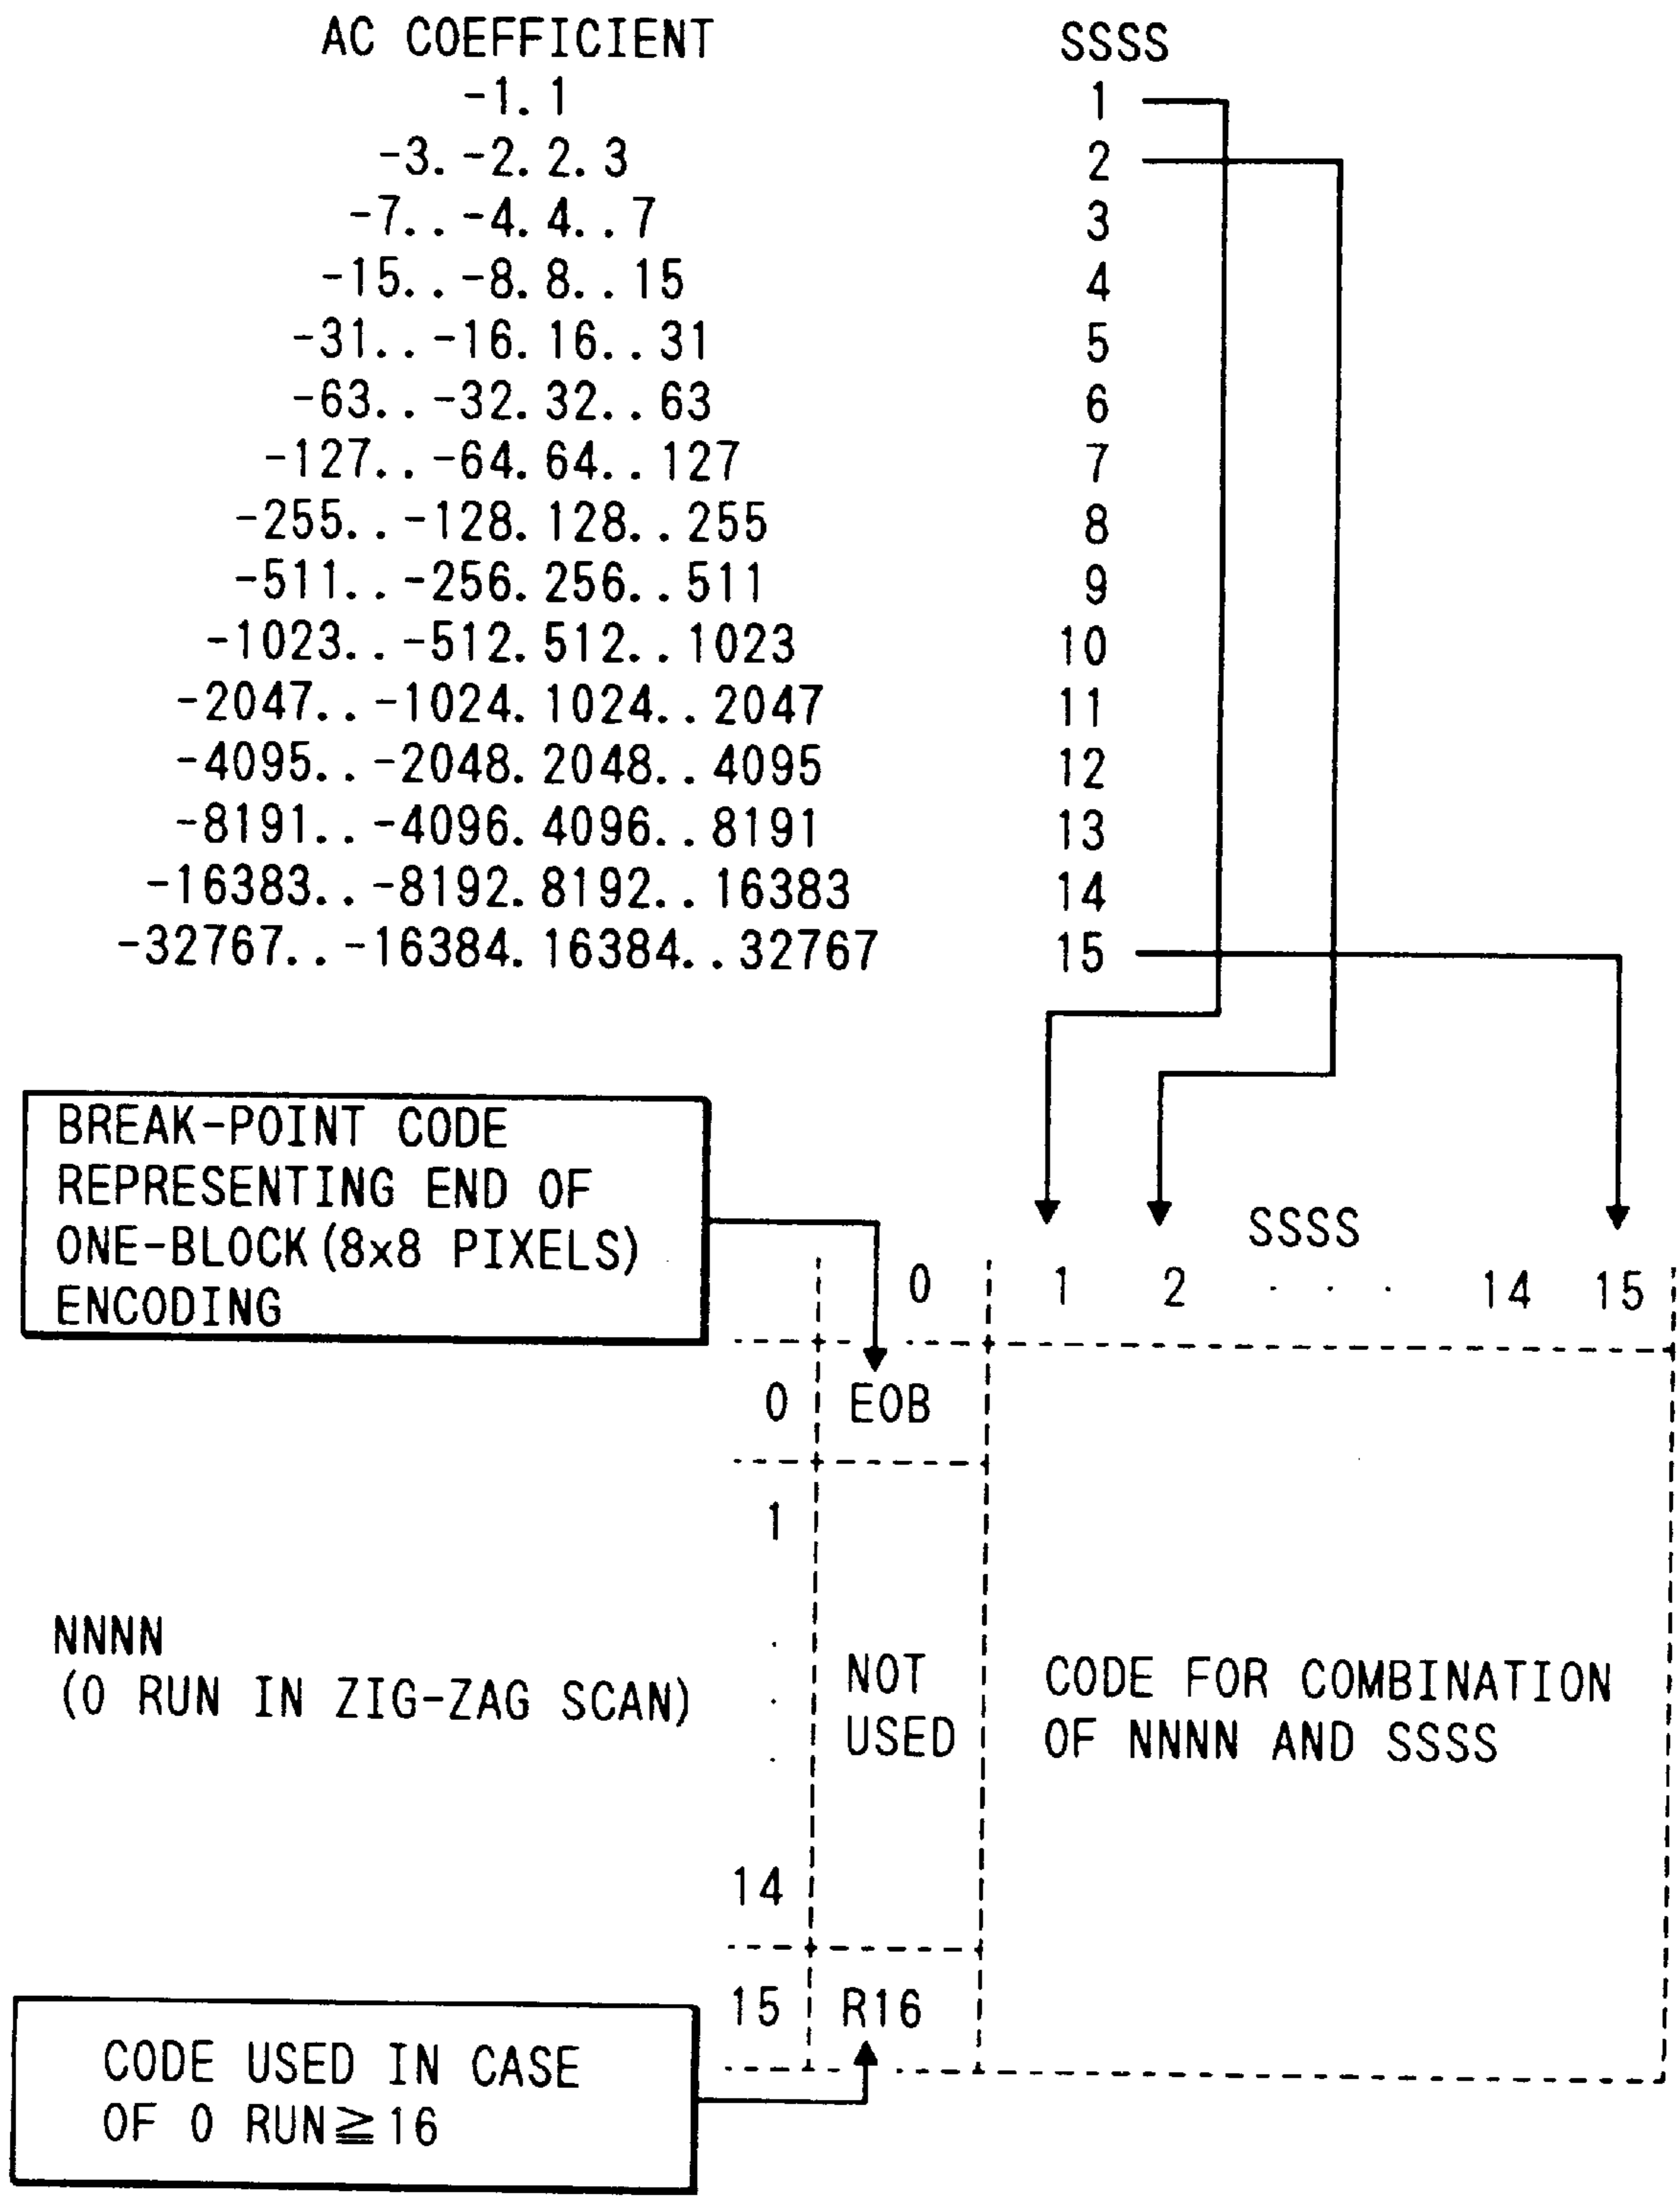 AC COEFFICIENT SSSS
-1. 1 1
-3. -2. 2. 3 2
-7.. -4. 4.. 7 3
-15.. -8. 8.. 15 4
-31.. -16. 16.. 31 5
-63.. -32. 32.. 63 6
-127.. -64. 64.. 127 7
-255.. -128. 128.. 255 8
-511.. -256. 256.. 511 9
-1023.. -512. 512.. 1023 10
-2047.. -1024. 1024.. 2047 11
-4095.. -2048. 2048.. 4095 12
-8191.. -4096. 4096.. 8191 13
-16383.. -8192. 8192.. 16383 14
-32767.. -16384. 16384.. 32767 15
BREAK-POINT CODE
REPRESENTING END OF
ONE-BLOCK (8x8 PIXELS)
ENCODING
SSSS
0 1 2 · · · 14 15
0 EOB
1
NNNN
(0 RUN IN ZIG-ZAG SCAN)
·
·
·
NOT
USED
CODE FOR COMBINATION
OF NNNN AND SSSS
14
15 R16
CODE USED IN CASE
OF 0 RUN≧16